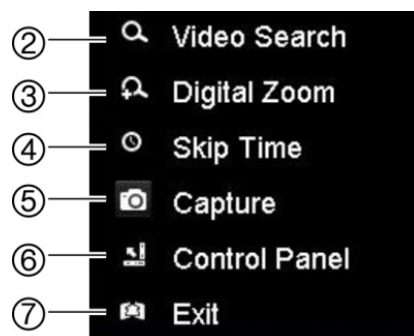 ② Video Search
③ Digital Zoom
④ Skip Time
⑤ Capture
⑥ Control Panel
⑦ Exit